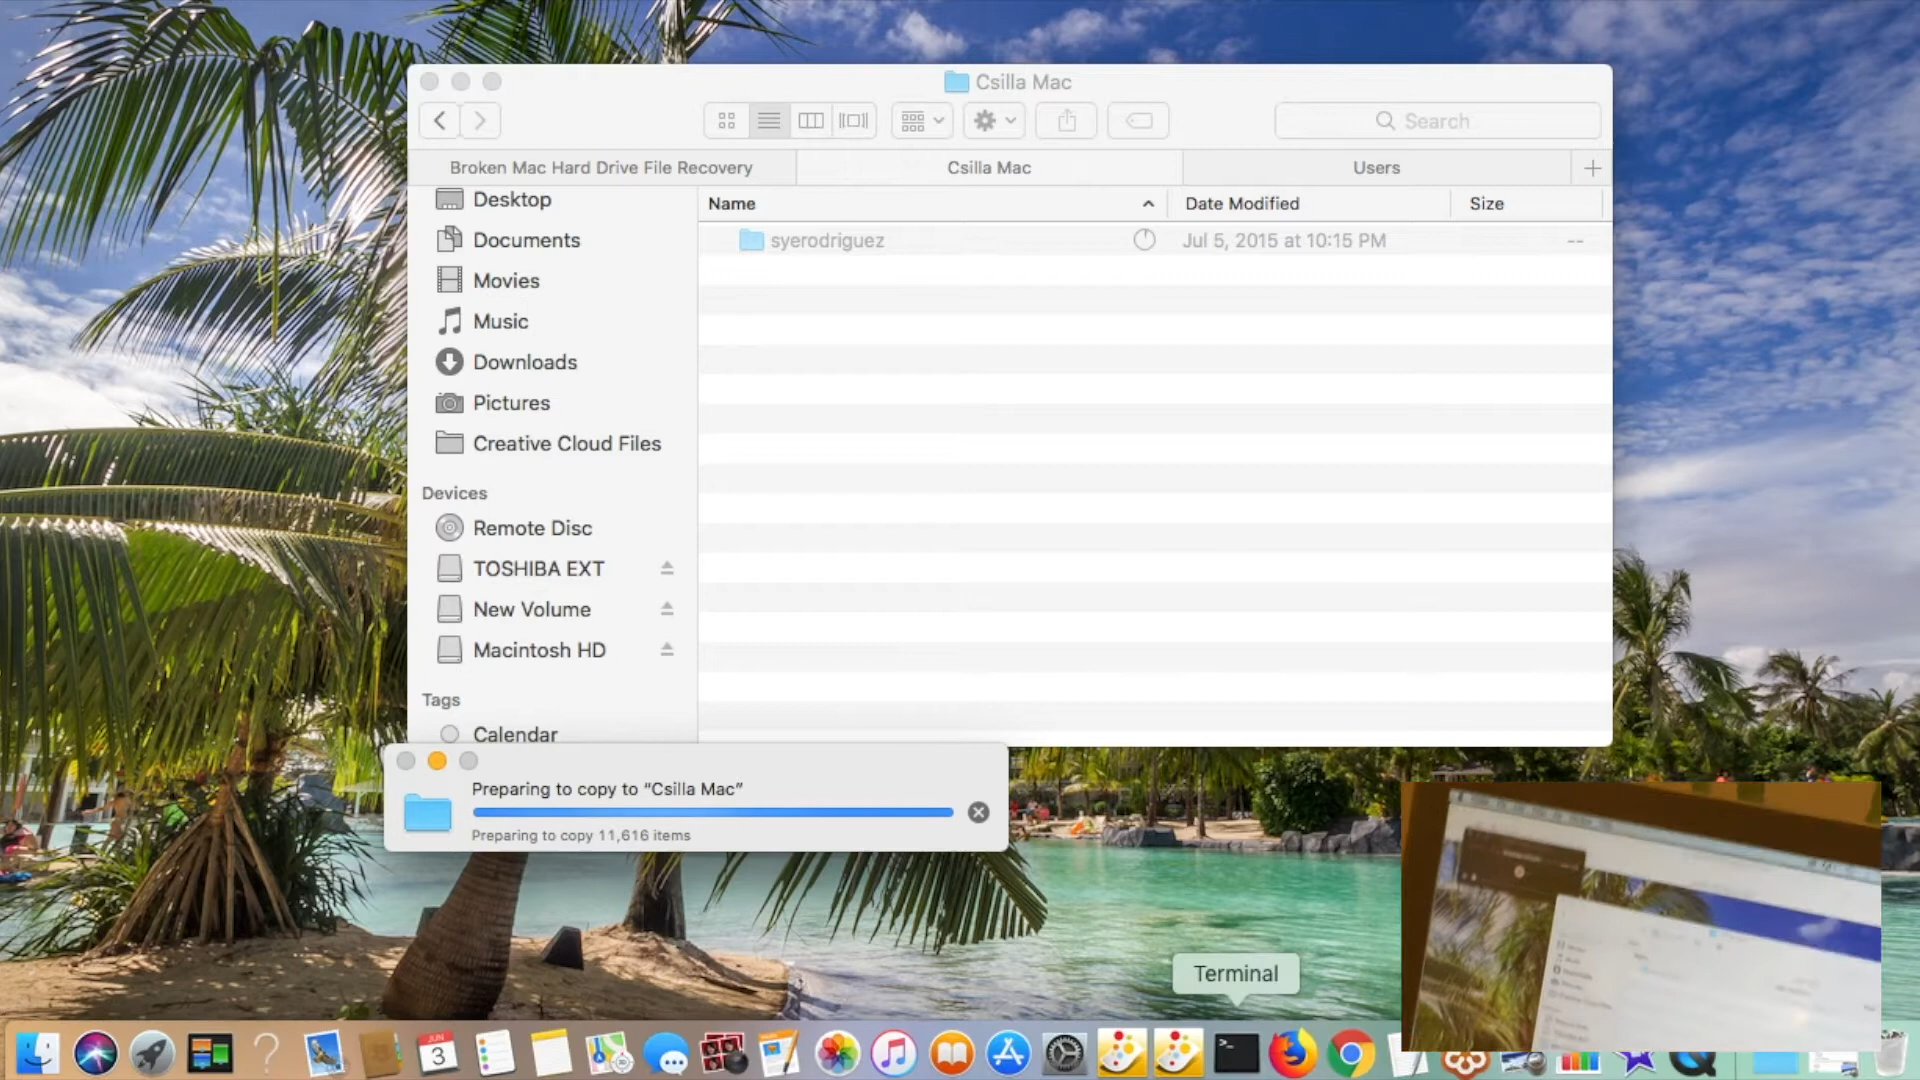 Csilla Mac
Search
Broken Mac Hard Drive File Recovery
Csilla Mac
Users
Name
Date Modified
Size
syerodriguez
Jul 5, 2015 at 10:15 PM
--
Desktop
Documents
Movies
Music
Downloads
Pictures
Creative Cloud Files
Devices
Remote Disc
TOSHIBA EXT
New Volume
Macintosh HD
Tags
Calendar
Preparing to copy to “Csilla Mac”
Preparing to copy 11,616 items
Terminal
JUN
3